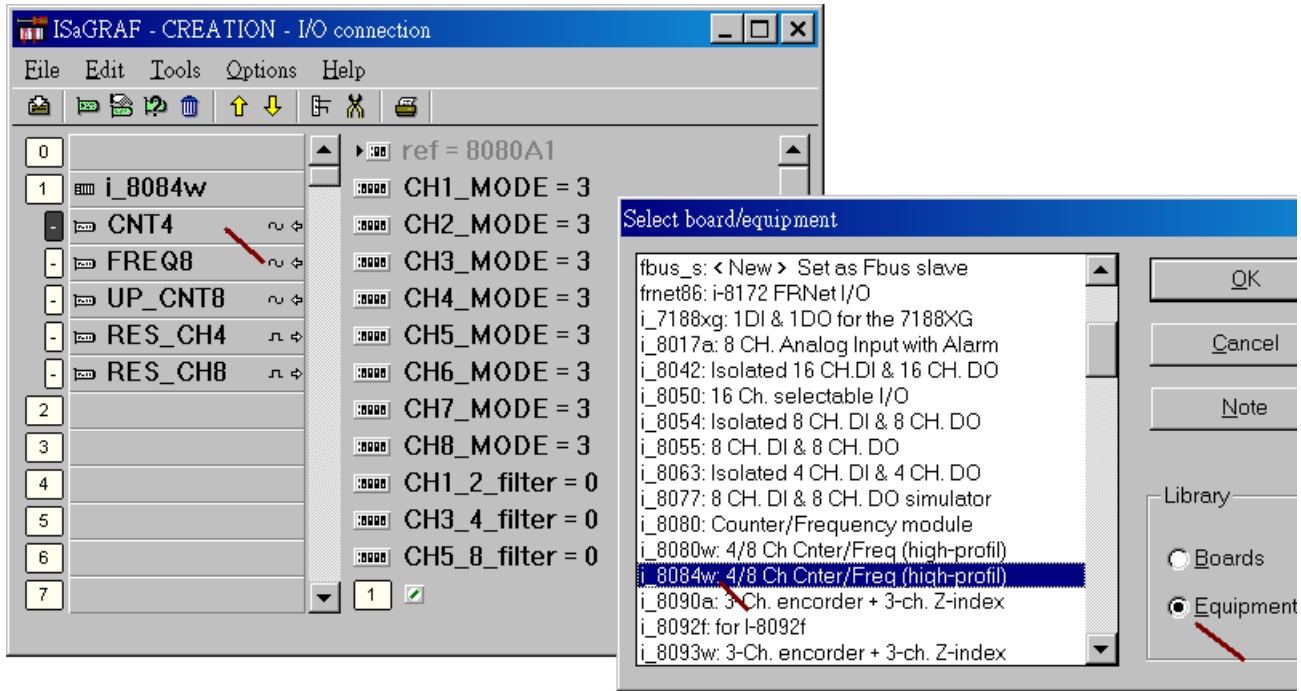 ISaGRAF - CREATION - I/O connection
File Edit Tools Options Help
0
1 i_8084w
- CNT4
- FREQ8
- UP_CNT8
- RES_CH4
- RES_CH8
2
3
4
5
6
7
ref = 8080A1
CH1_MODE = 3
CH2_MODE = 3
CH3_MODE = 3
CH4_MODE = 3
CH5_MODE = 3
CH6_MODE = 3
CH7_MODE = 3
CH8_MODE = 3
CH1_2_filter = 0
CH3_4_filter = 0
CH5_8_filter = 0
1
Select board/equipment
fbus_s: < New > Set as Fbus slave
frnet86: i-8172 FRNet I/O
i_7188xg: 1DI & 1DO for the 7188XG
i_8017a: 8 CH. Analog Input with Alarm
i_8042: Isolated 16 CH.DI & 16 CH. DO
i_8050: 16 Ch. selectable I/O
i_8054: Isolated 8 CH. DI & 8 CH. DO
i_8055: 8 CH. DI & 8 CH. DO
i_8063: Isolated 4 CH. DI & 4 CH. DO
i_8077: 8 CH. DI & 8 CH. DO simulator
i_8080: Counter/Frequency module
i_8080w: 4/8 Ch Cnter/Freq (high-profil)
i_8084w: 4/8 Ch Cnter/Freq (high-profil)
i_8090a: 3-Ch. encorder + 3-ch. Z-index
i_8092f: for I-8092f
i_8093w: 3-Ch. encorder + 3-ch. Z-index
OK
Cancel
Note
Library
Boards
Equipment